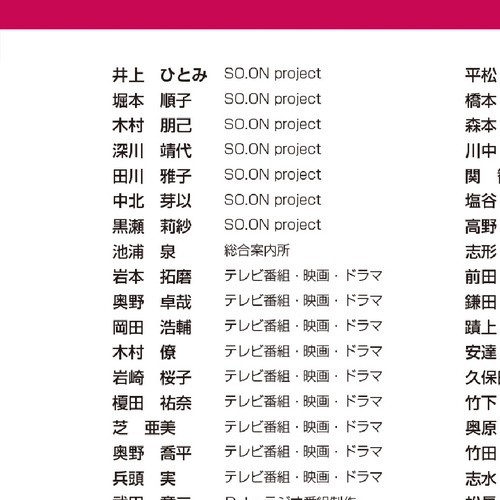 井上　ひとみ　SO.ON project　平松
堀本　順子　SO.ON project　橋本
木村　朋己　SO.ON project　森本
深川　靖代　SO.ON project　川中
田川　雅子　SO.ON project　関
中北　芽以　SO.ON project　塩谷
黒瀬　莉紗　SO.ON project　高野
池浦　泉　総合案内所　志形
岩本　拓磨　テレビ番組・映画・ドラマ　前田
奥野　卓哉　テレビ番組・映画・ドラマ　鎌田
岡田　浩輔　テレビ番組・映画・ドラマ　蹟上
木村　僚　テレビ番組・映画・ドラマ　安達
岩崎　桜子　テレビ番組・映画・ドラマ　久保
榎田　祐奈　テレビ番組・映画・ドラマ　竹下
芝　亜美　テレビ番組・映画・ドラマ　奥原
奥野　喬平　テレビ番組・映画・ドラマ　竹田
兵頭　実　テレビ番組・映画・ドラマ　志水